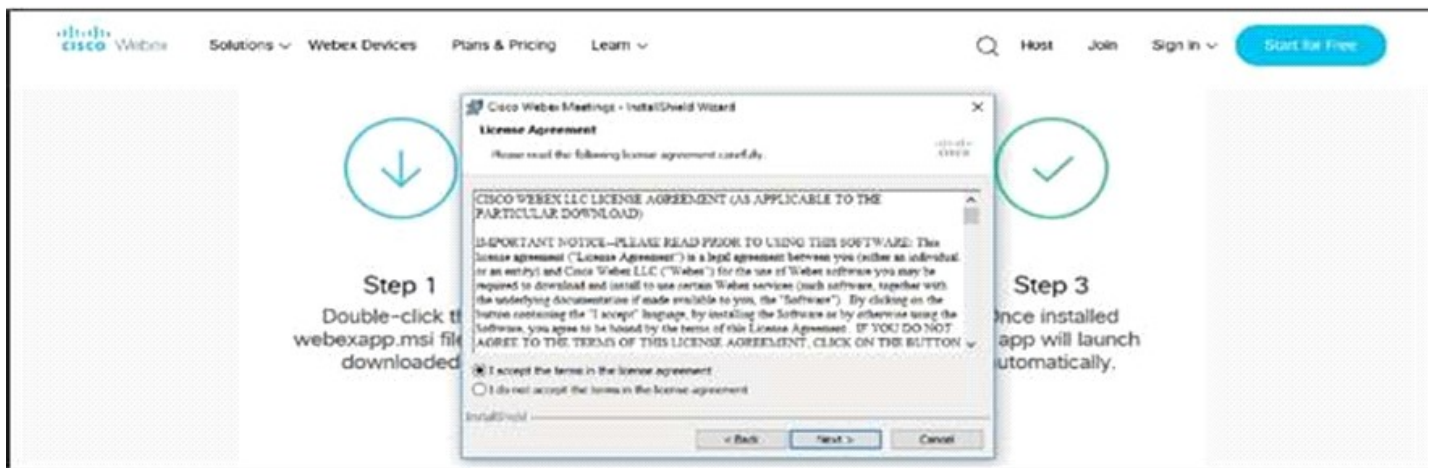 CISCO Webex
Solutions Webex Devices Plans & Pricing Learn Host Join Sign in Start for Free
Cisco Webex Meetings - InstallShield Wizard
License Agreement
Please read the following license agreement carefully.
CISCO
CISCO WEBEX LLC LICENSE AGREEMENT (AS APPLICABLE TO THE
PARTICULAR DOWNLOAD)
IMPORTANT NOTICE--PLEASE READ PRIOR TO USING THIS SOFTWARE: This
license agreement ("License Agreement") is a legal agreement between you (either an individual
or an entity) and Cisco Webex LLC ("Webex") for the use of Webex software you may be
required to download and install to use certain Webex services (such software, together with
the underlying documentation if made available to you, the "Software"). By clicking on the
button containing the "I accept" language, by installing the Software or by otherwise using the
Software, you agree to be bound by the terms of this License Agreement. IF YOU DO NOT
AGREE TO THE TERMS OF THIS LICENSE AGREEMENT, CLICK ON THE BUTTON
I accept the terms in the license agreement
I do not accept the terms in the license agreement
InstallShield
< Back Next > Cancel
Step 1
Double-click
webexapp.msi
downloaded
Step 3
installed
app will launch